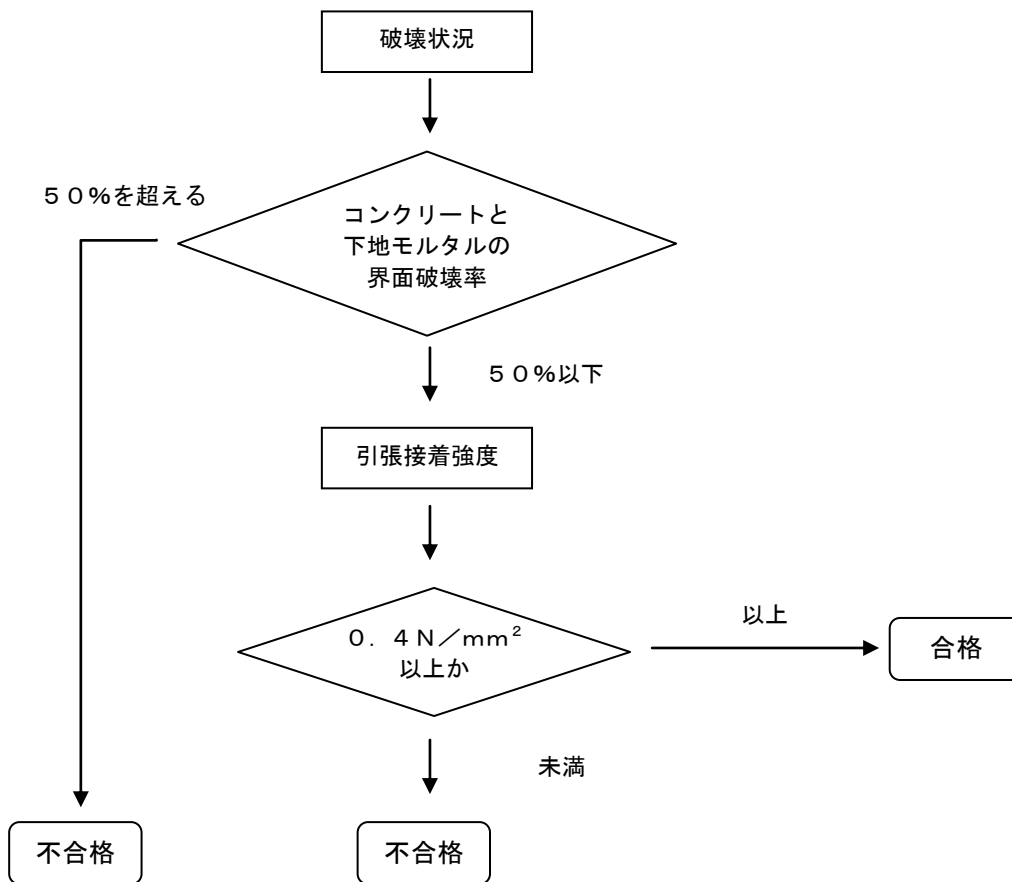 破壊状況
５０％を超える
コンクリートと
下地モルタルの
界面破壊率
５０％以下
引張接着強度
０．４Ｎ／mm²
以上か
以上
合格
未満
不合格
不合格